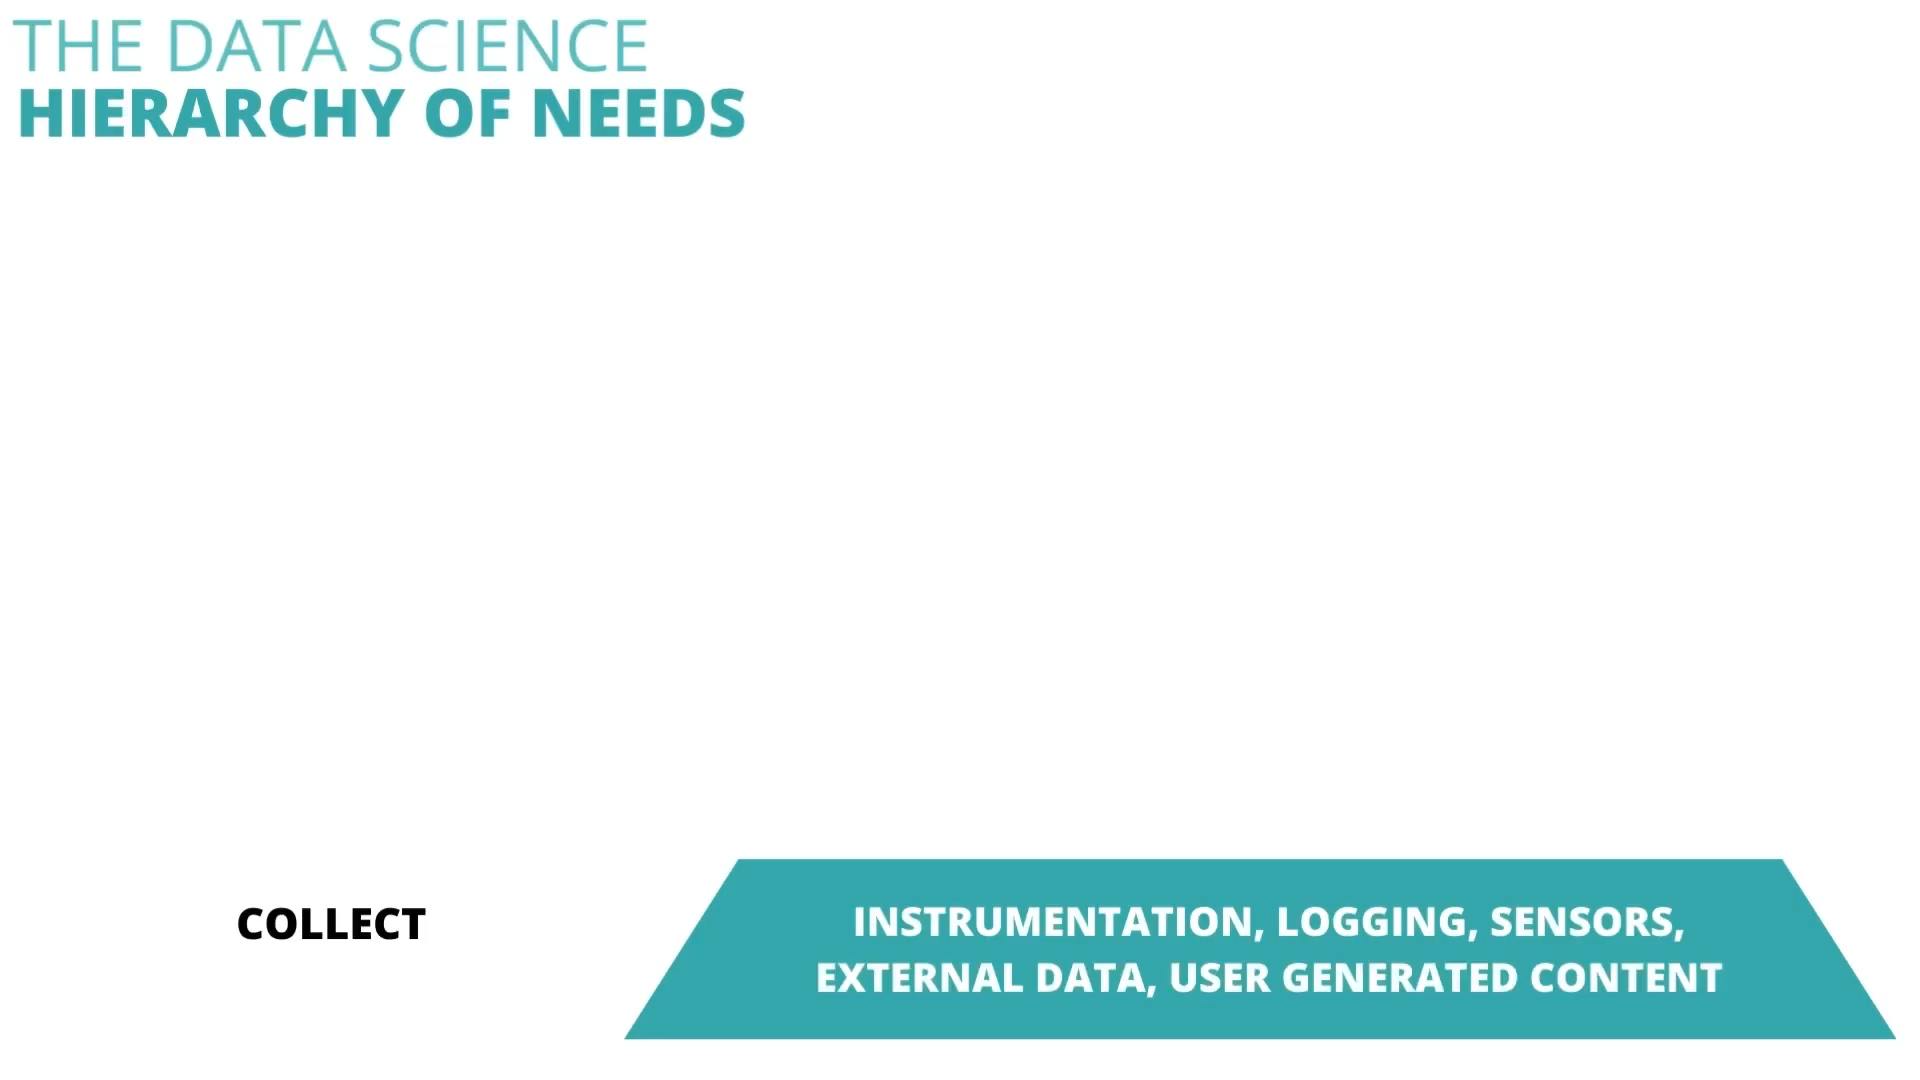 THE DATA SCIENCE
HIERARCHY OF NEEDS
COLLECT
INSTRUMENTATION, LOGGING, SENSORS,
EXTERNAL DATA, USER GENERATED CONTENT